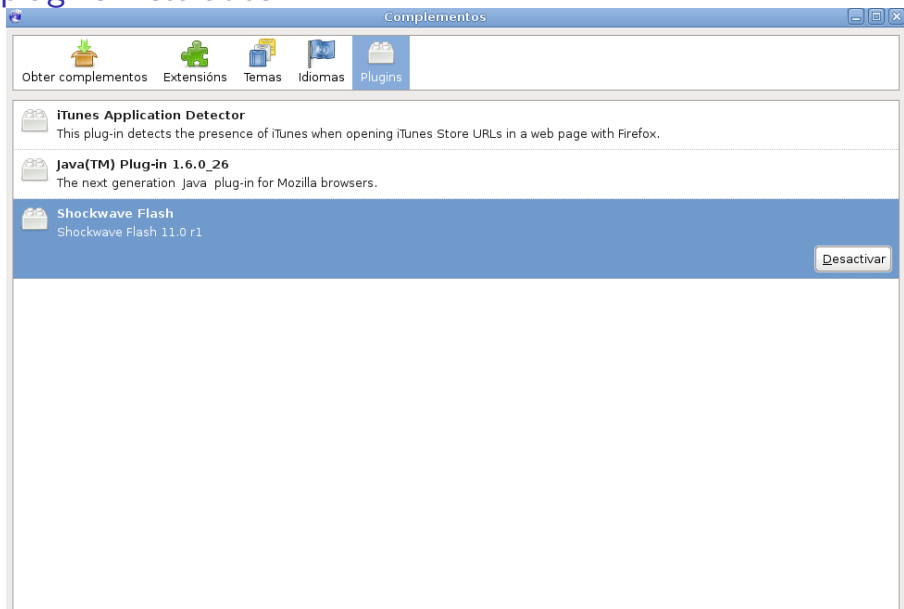 Complementos
Obter complementos Extensións Temas Idiomas Plugins
iTunes Application Detector
This plug-in detects the presence of iTunes when opening iTunes Store URLs in a web page with Firefox.
Java(TM) Plug-in 1.6.0_26
The next generation Java plug-in for Mozilla browsers.
Shockwave Flash
Shockwave Flash 11.0 r1
Desactivar